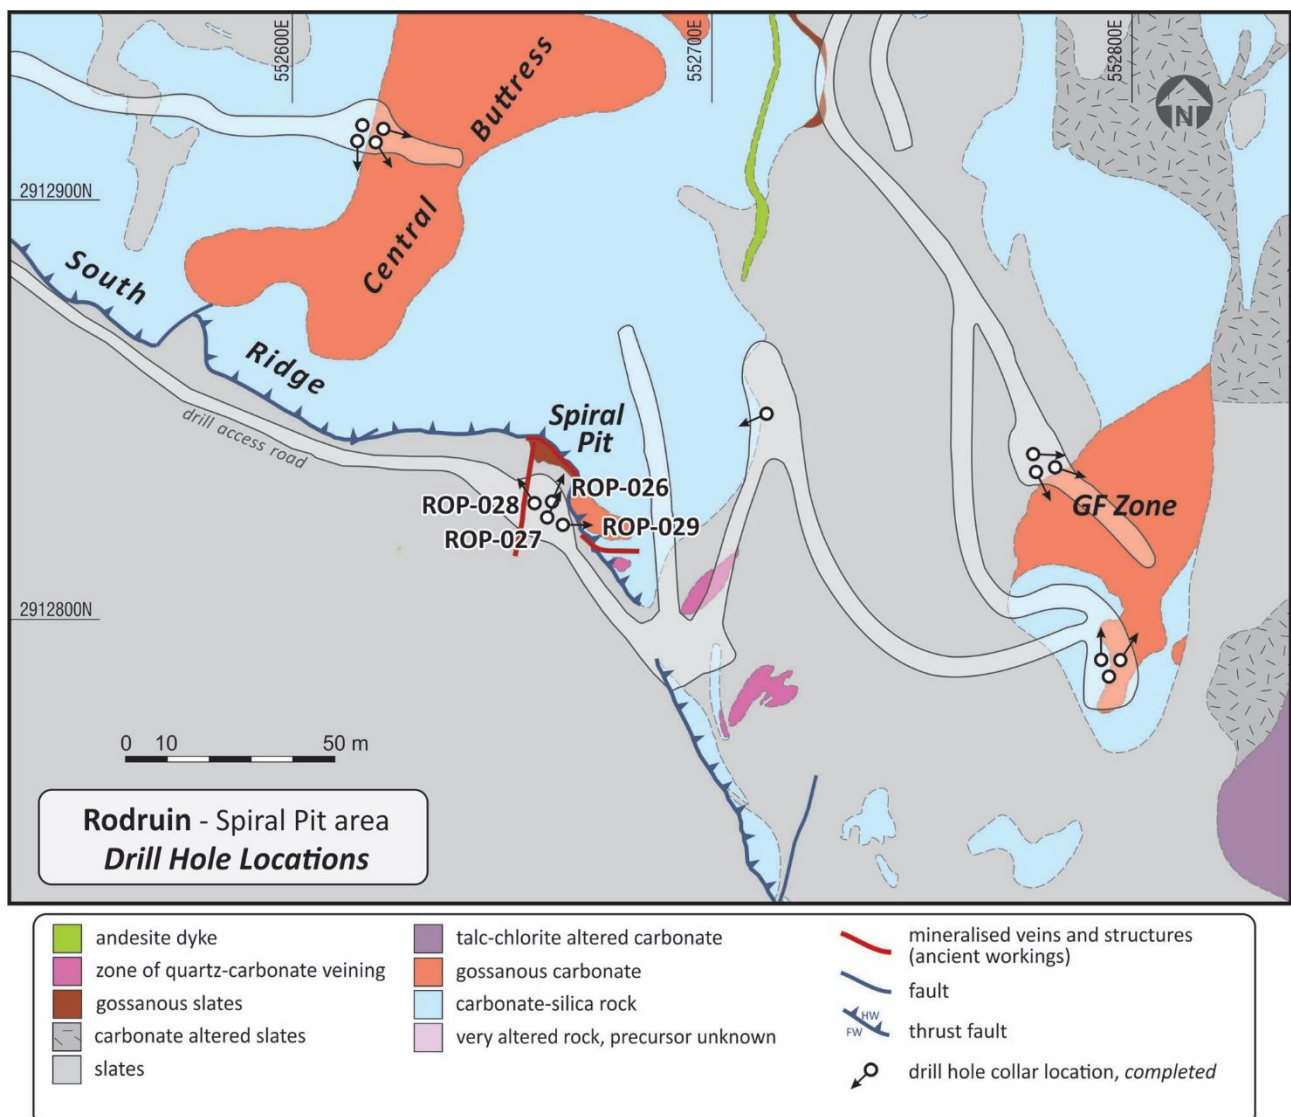 552600E
552700E
552800E
N
Central Buttress
2912900N
South Ridge
drill access road
Spiral
Pit
ROP-026
ROP-028
ROP-029
ROP-027
GF Zone
2912800N
0 10 50 m
Rodruin - Spiral Pit area
Drill Hole Locations
andesite dyke
zone of quartz-carbonate veining
gossanous slates
carbonate altered slates
slates
talc-chlorite altered carbonate
gossanous carbonate
carbonate-silica rock
very altered rock, precursor unknown
mineralised veins and structures
(ancient workings)
fault
HW
FW
thrust fault
drill hole collar location, completed